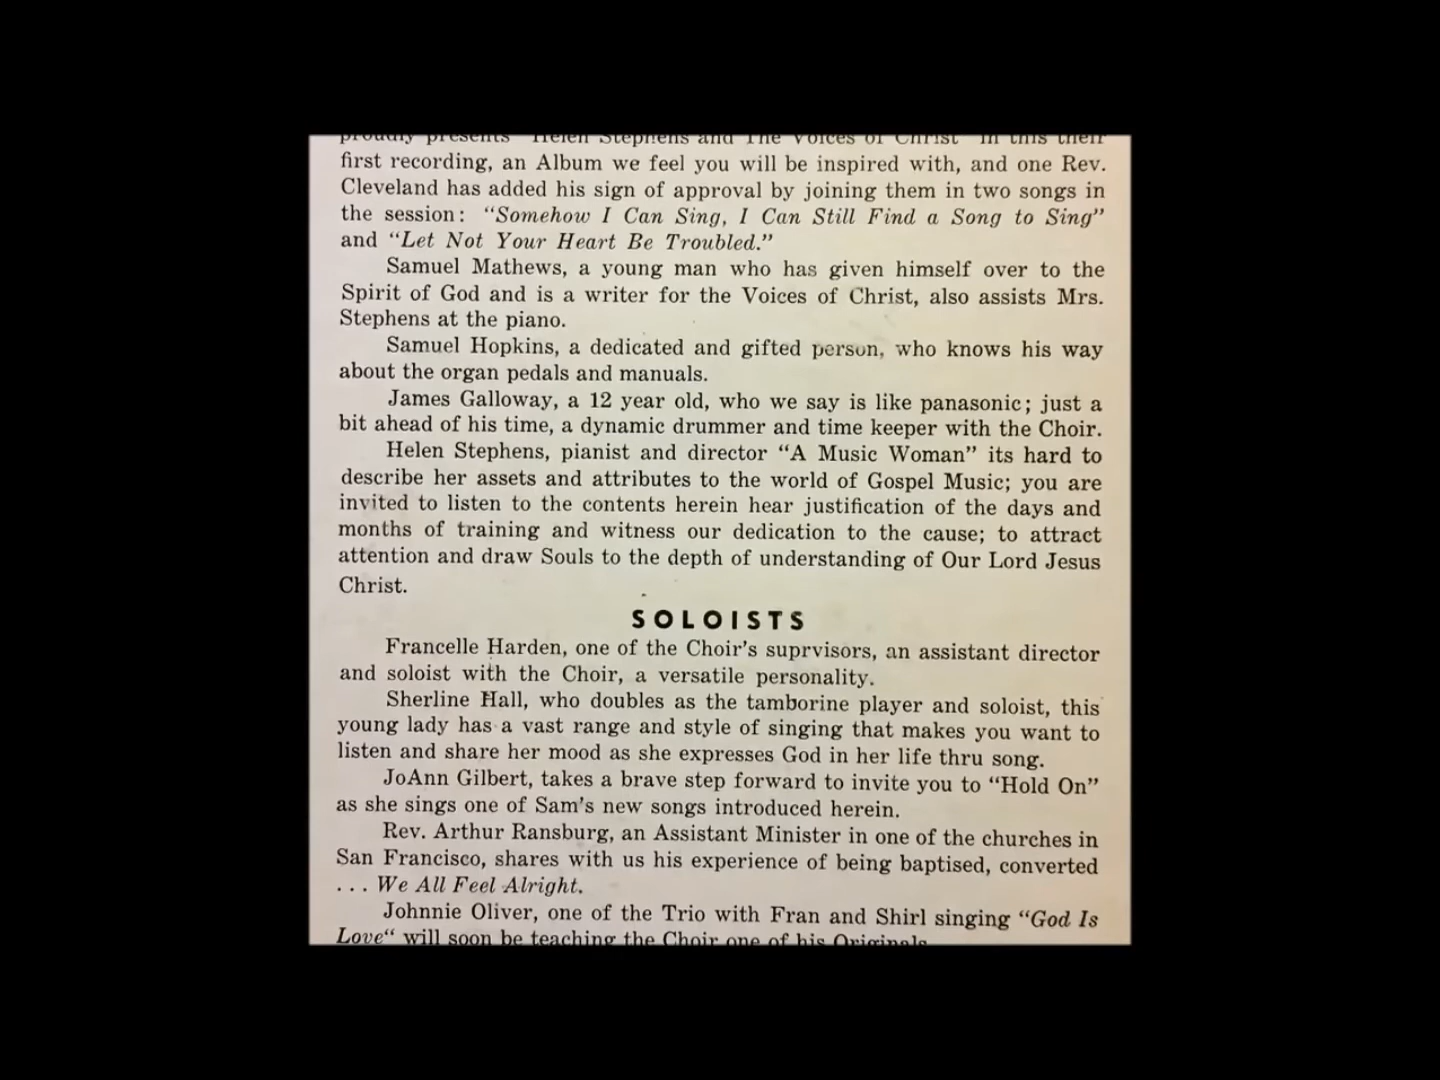 proudly presents "Helen Stephens and The Voices of Christ" in this their
first recording, an Album we feel you will be inspired with, and one Rev.
Cleveland has added his sign of approval by joining them in two songs in
the session: "Somehow I Can Sing, I Can Still Find a Song to Sing"
and "Let Not Your Heart Be Troubled."
Samuel Mathews, a young man who has given himself over to the
Spirit of God and is a writer for the Voices of Christ, also assists Mrs.
Stephens at the piano.
Samuel Hopkins, a dedicated and gifted person, who knows his way
about the organ pedals and manuals.
James Galloway, a 12 year old, who we say is like panasonic; just a
bit ahead of his time, a dynamic drummer and time keeper with the Choir.
Helen Stephens, pianist and director "A Music Woman" its hard to
describe her assets and attributes to the world of Gospel Music; you are
invited to listen to the contents herein hear justification of the days and
months of training and witness our dedication to the cause; to attract
attention and draw Souls to the depth of understanding of Our Lord Jesus
Christ.
SOLOISTS
Francelle Harden, one of the Choir's suprvisors, an assistant director
and soloist with the Choir, a versatile personality.
Sherline Hall, who doubles as the tamborine player and soloist, this
young lady has a vast range and style of singing that makes you want to
listen and share her mood as she expresses God in her life thru song.
JoAnn Gilbert, takes a brave step forward to invite you to "Hold On"
as she sings one of Sam's new songs introduced herein.
Rev. Arthur Ransburg, an Assistant Minister in one of the churches in
San Francisco, shares with us his experience of being baptised, converted
. . . We All Feel Alright.
Johnnie Oliver, one of the Trio with Fran and Shirl singing "God Is
Love" will soon be teaching the Choir one of his Originals